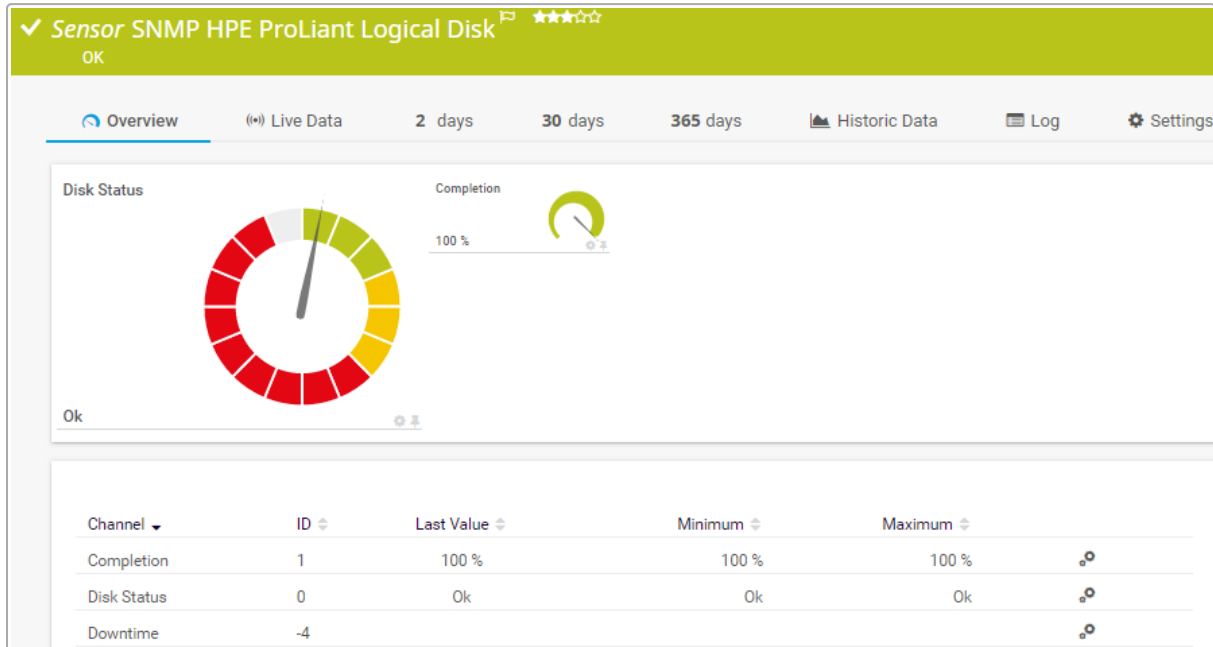 Sensor SNMP HPE ProLiant Logical Disk
OK
Overview Live Data 2 days 30 days 365 days Historic Data Log Settings
Disk Status
Completion
100 %
Ok
Channel ID Last Value Minimum Maximum
Completion 1 100 % 100 % 100 %
Disk Status 0 Ok Ok Ok
Downtime -4